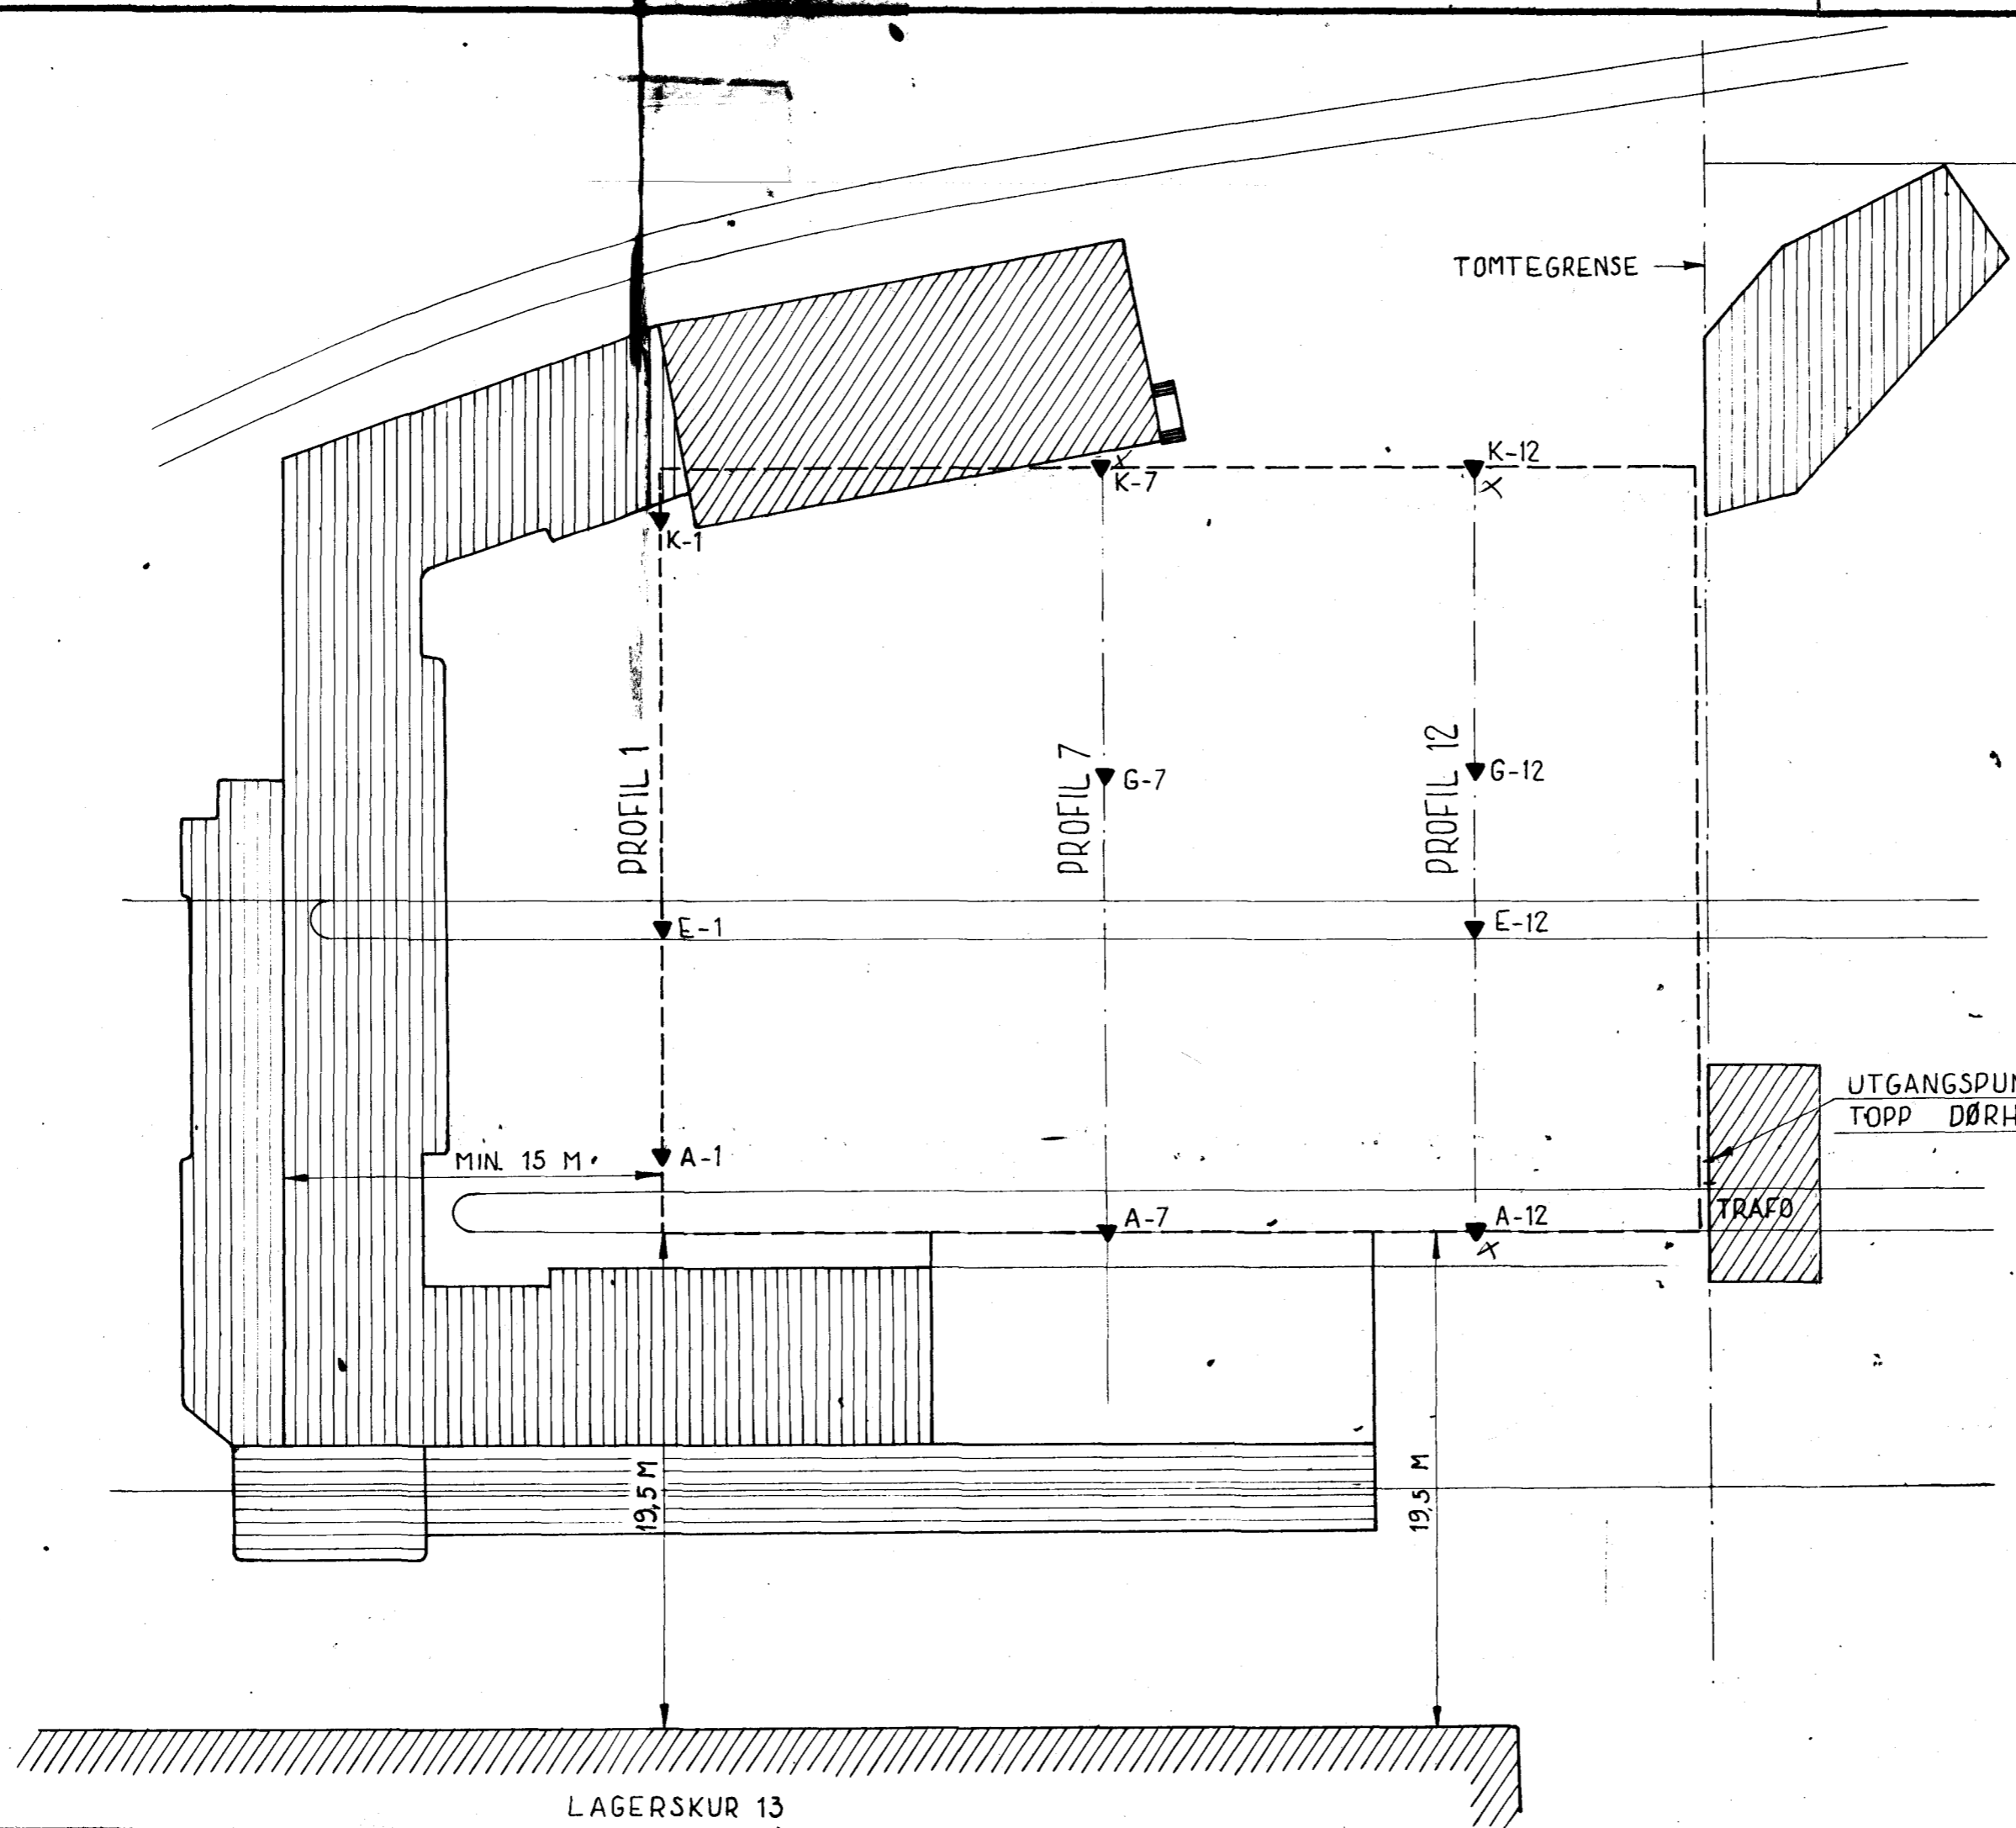 TOMTEGRENSE
K-12
K-7
K-1
PROFIL 1
PROFIL 7
PROFIL 12
G-7
G-12
E-1
E-12
UTGANGSPUN
TOPP DØRH
MIN. 15 M.
A-1
A-7
A-12
TRAFO
19,5 M
19,5 M
LAGERSKUR 13